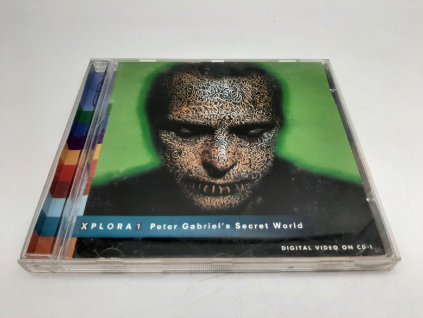 XPLORA 1 Peter Gabriel's Secret World
DIGITAL VIDEO ON CD-i